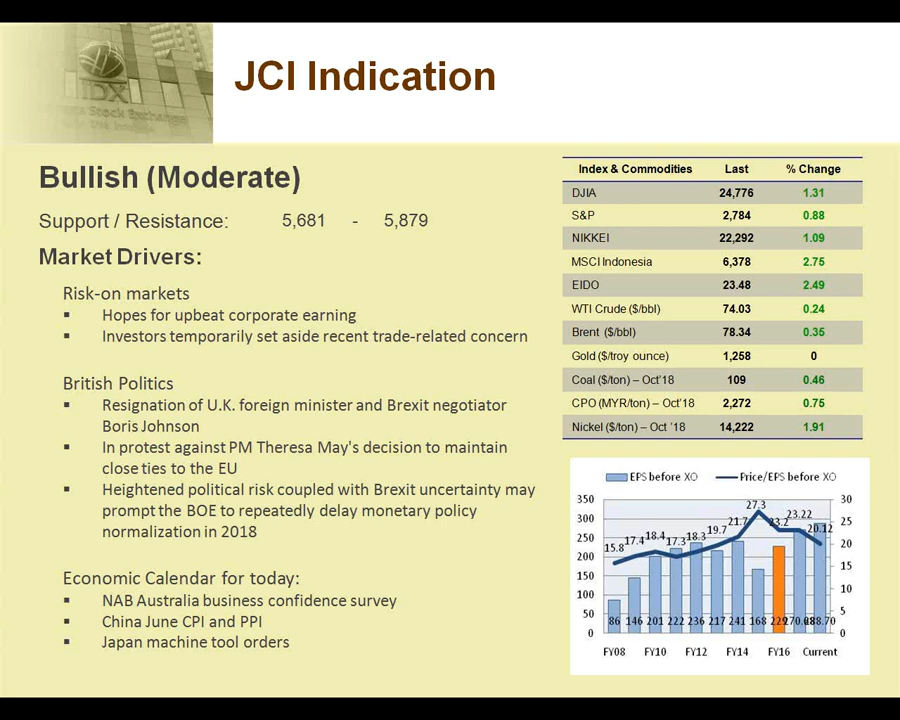 IDX
Stock Exchange
JCI Indication
Bullish (Moderate)
Support / Resistance: 5,681 - 5,879
Market Drivers:
Risk-on markets
▪ Hopes for upbeat corporate earning
▪ Investors temporarily set aside recent trade-related concern
British Politics
▪ Resignation of U.K. foreign minister and Brexit negotiator
Boris Johnson
▪ In protest against PM Theresa May's decision to maintain
close ties to the EU
▪ Heightened political risk coupled with Brexit uncertainty may
prompt the BOE to repeatedly delay monetary policy
normalization in 2018
Economic Calendar for today:
▪ NAB Australia business confidence survey
▪ China June CPI and PPI
▪ Japan machine tool orders
Index & Commodities Last % Change
DJIA 24,776 1.31
S&P 2,784 0.88
NIKKEI 22,292 1.09
MSCI Indonesia 6,378 2.75
EIDO 23.48 2.49
WTI Crude ($/bbl) 74.03 0.24
Brent ($/bbl) 78.34 0.35
Gold ($/troy ounce) 1,258 0
Coal ($/ton) – Oct'18 109 0.46
CPO (MYR/ton) – Oct'18 2,272 0.75
Nickel ($/ton) – Oct '18 14,222 1.91
EPS before XO Price/EPS before XO
350 300 250 200 150 100 50 0
30 25 20 15 10 5 0
15.8 17.4 18.4 17.3 18.3 19.7 21.7 27.3 23.2 23.22 20.12
86 146 201 222 236 217 241 168 229 270.68 288.70
FY08 FY10 FY12 FY14 FY16 Current